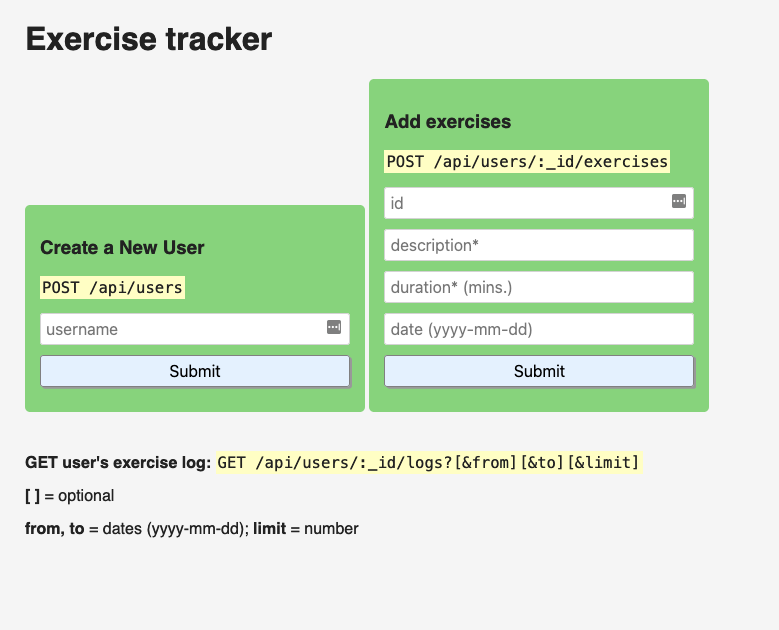 Exercise tracker
Create a New User
POST /api/users
username
Submit
Add exercises
POST /api/users/:_id/exercises
id
description*
duration* (mins.)
date (yyyy-mm-dd)
Submit
GET user's exercise log: GET /api/users/:_id/logs?[&from][&to][&limit]
[ ] = optional
from, to = dates (yyyy-mm-dd); limit = number